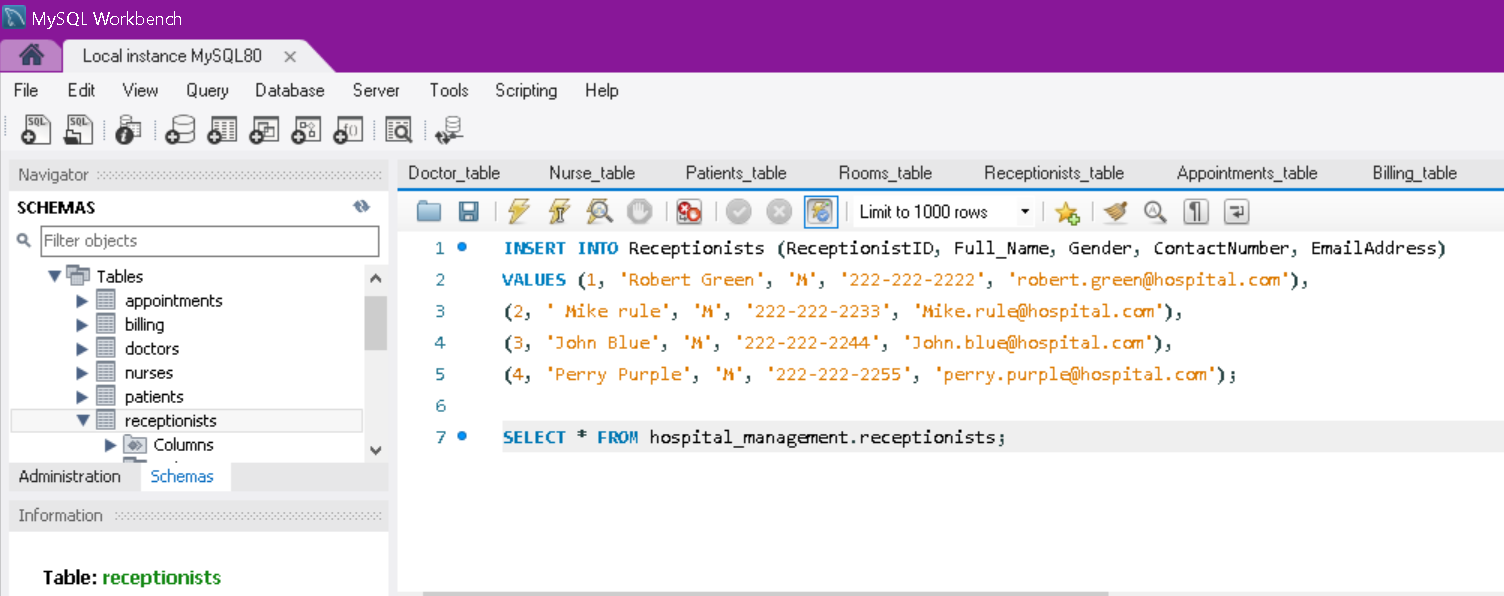 MySQL Workbench
Local instance MySQL80
File Edit View Query Database Server Tools Scripting Help
SQL SQL
Navigator
SCHEMAS
Filter objects
Tables
appointments
billing
doctors
nurses
patients
receptionists
Columns
Administration Schemas
Information
Table: receptionists
Doctor_table Nurse_table Patients_table Rooms_table Receptionists_table Appointments_table Billing_table
Limit to 1000 rows
1 INSERT INTO Receptionists (ReceptionistID, Full_Name, Gender, ContactNumber, EmailAddress)
2 VALUES (1, 'Robert Green', 'M', '222-222-2222', 'robert.green@hospital.com'),
3 (2, ' Mike rule', 'M', '222-222-2233', 'Mike.rule@hospital.com'),
4 (3, 'John Blue', 'M', '222-222-2244', 'John.blue@hospital.com'),
5 (4, 'Perry Purple', 'M', '222-222-2255', 'perry.purple@hospital.com');
6
7 SELECT * FROM hospital_management.receptionists;